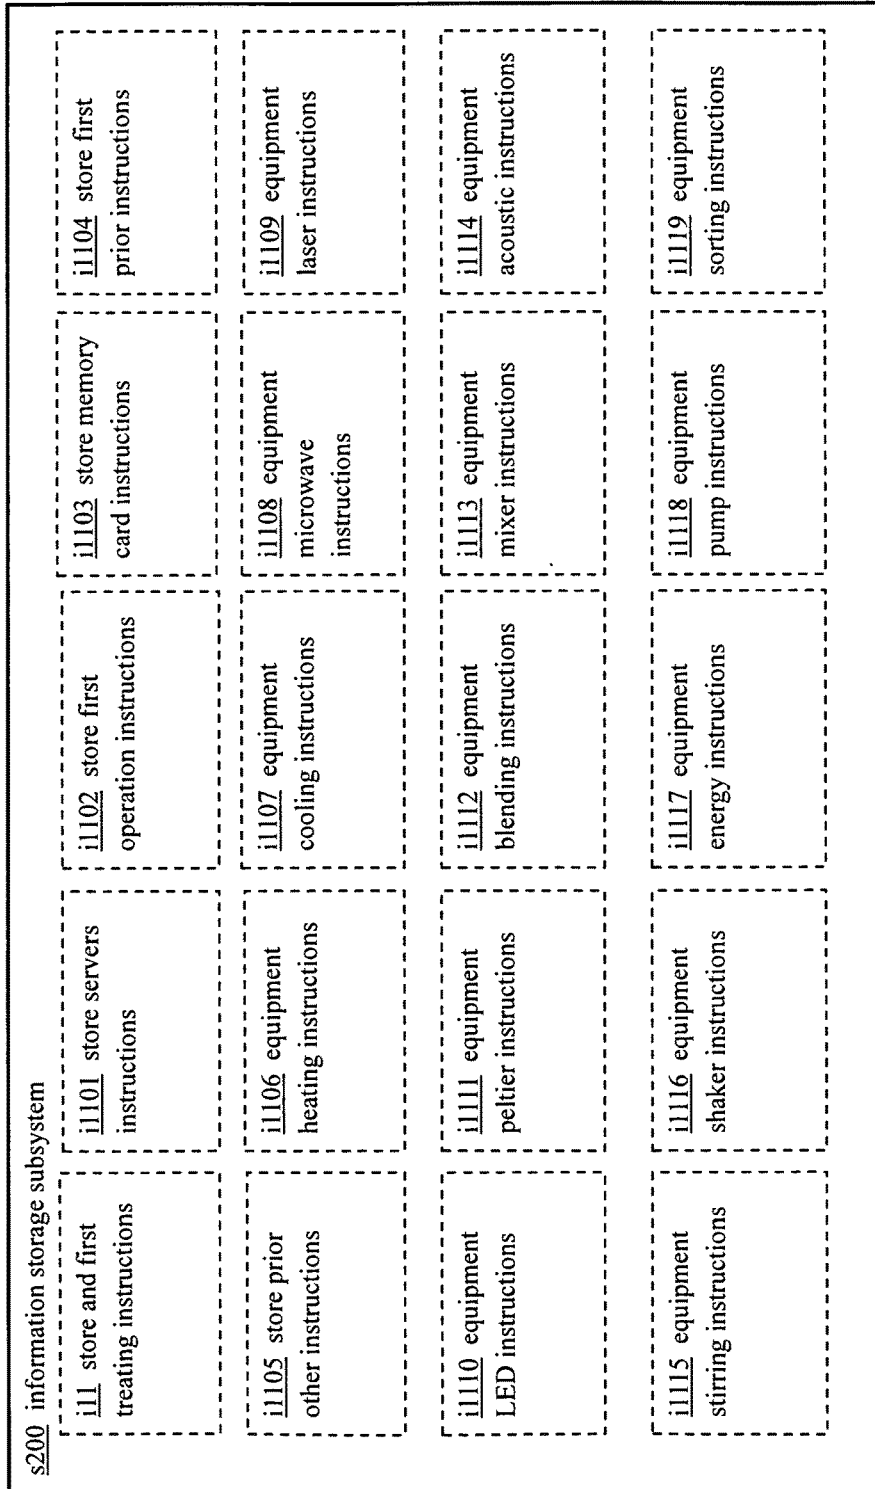 s200 information storage subsystem
i11 store and first
treating instructions
i1101 store servers
instructions
i1102 store first
operation instructions
i1103 store memory
card instructions
i1104 store first
prior instructions
i1105 store prior
other instructions
i1106 equipment
heating instructions
i1107 equipment
cooling instructions
i1108 equipment
microwave
instructions
i1109 equipment
laser instructions
i1110 equipment
LED instructions
i1111 equipment
peltier instructions
i1112 equipment
blending instructions
i1113 equipment
mixer instructions
i1114 equipment
acoustic instructions
i1115 equipment
stirring instructions
i1116 equipment
shaker instructions
i1117 equipment
energy instructions
i1118 equipment
pump instructions
i1119 equipment
sorting instructions